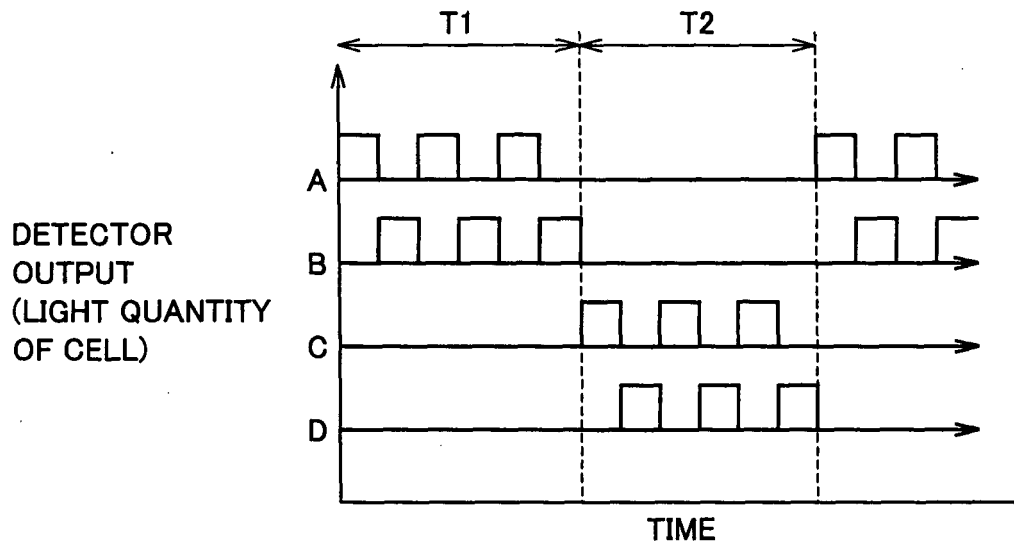 T1
T2
A
B
C
D
DETECTOR
OUTPUT
(LIGHT QUANTITY
OF CELL)
TIME